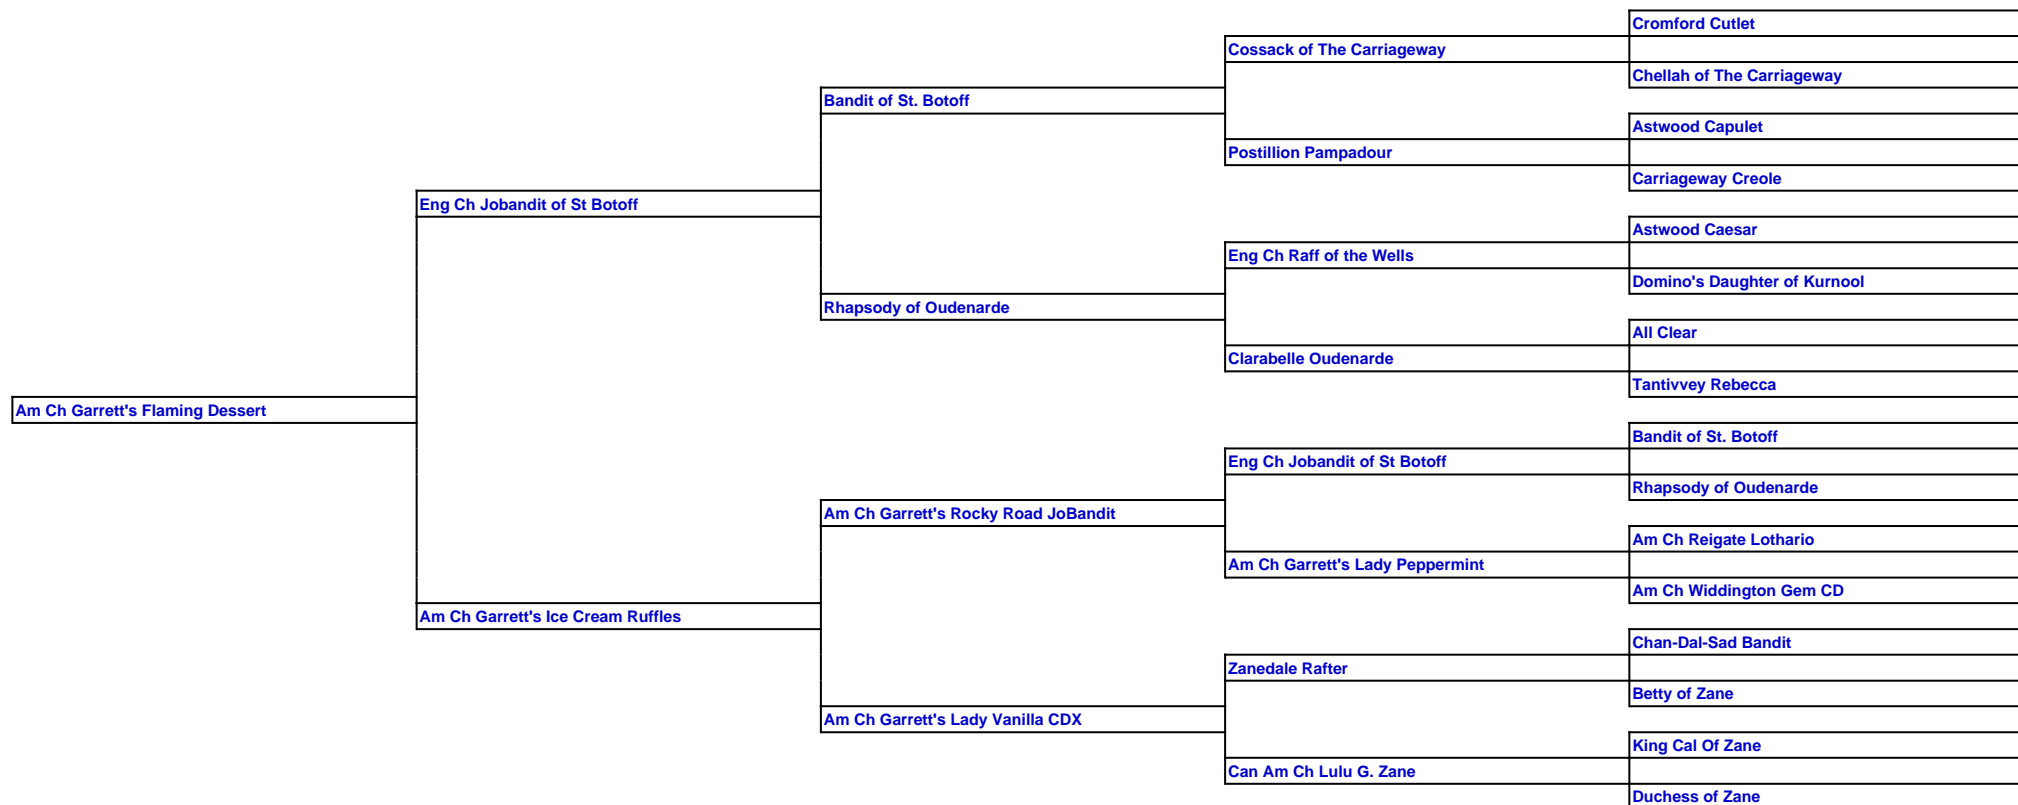 Cromford Cutlet
Cossack of The Carriageway
Chellah of The Carriageway
Bandit of St. Botoff
Astwood Capulet
Postillion Pampadour
Carriageway Creole
Eng Ch Jobandit of St Botoff
Astwood Caesar
Eng Ch Raff of the Wells
Domino's Daughter of Kurnool
Rhapsody of Oudenarde
All Clear
Clarabelle Oudenarde
Tantivvey Rebecca
Am Ch Garrett's Flaming Dessert
Bandit of St. Botoff
Eng Ch Jobandit of St Botoff
Rhapsody of Oudenarde
Am Ch Garrett's Rocky Road JoBandit
Am Ch Reigate Lothario
Am Ch Garrett's Lady Peppermint
Am Ch Widdington Gem CD
Am Ch Garrett's Ice Cream Ruffles
Chan-Dal-Sad Bandit
Zanedale Rafter
Betty of Zane
Am Ch Garrett's Lady Vanilla CDX
King Cal Of Zane
Can Am Ch Lulu G. Zane
Duchess of Zane